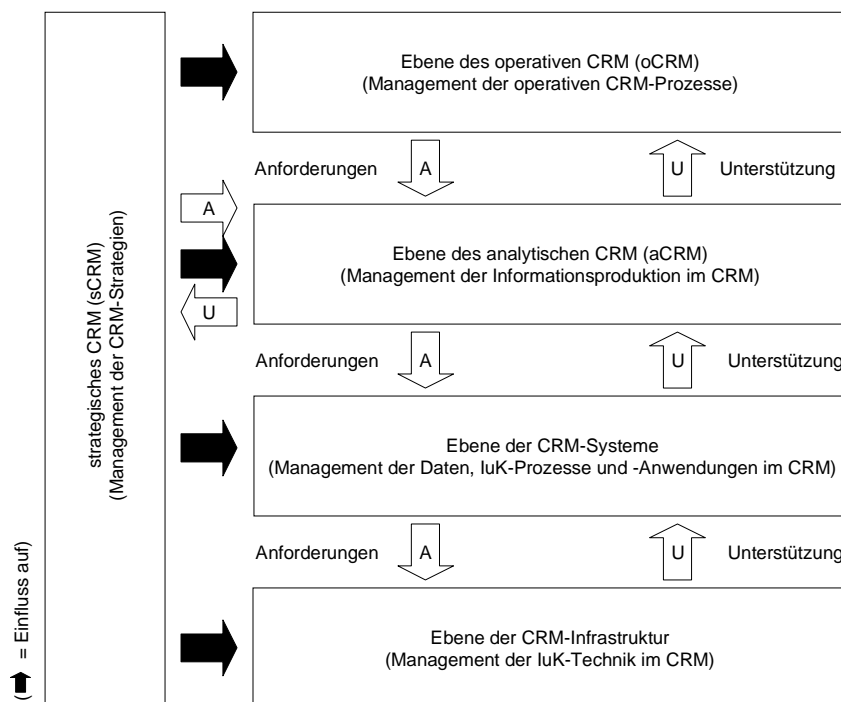 Ebene des operativen CRM (oCRM)
(Management der operativen CRM-Prozesse)
Anforderungen
A
U
Unterstützung
A
Ebene des analytischen CRM (aCRM)
(Management der Informationsproduktion im CRM)
U
strategisches CRM (sCRM)
(Management der CRM-Strategien)
Anforderungen
A
U
Unterstützung
Ebene der CRM-Systeme
(Management der Daten, IuK-Prozesse und -Anwendungen im CRM)
Anforderungen
A
U
Unterstützung
Ebene der CRM-Infrastruktur
(Management der IuK-Technik im CRM)
( = Einfluss auf)